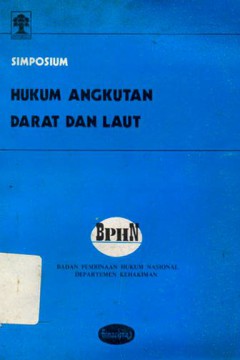 SIMPOSIUM
HUKUM ANGKUTAN
DARAT DAN LAUT
BPHN
BADAN PEMBINAAN HUKUM NASIONAL
DEPARTEMEN KEHAKIMAN